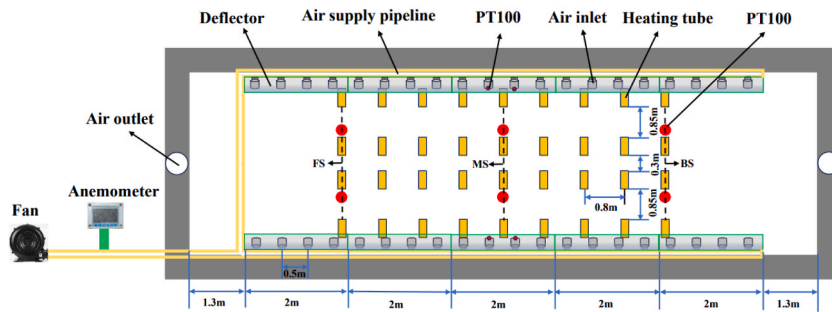 Deflector
Air supply pipeline
PT100
Air inlet
Heating tube
PT100
Air outlet
Anemometer
Fan
FS
MS
BS
0.85m
0.3m
0.85m
0.8m
0.5m
1.3m
2m
2m
2m
2m
2m
1.3m